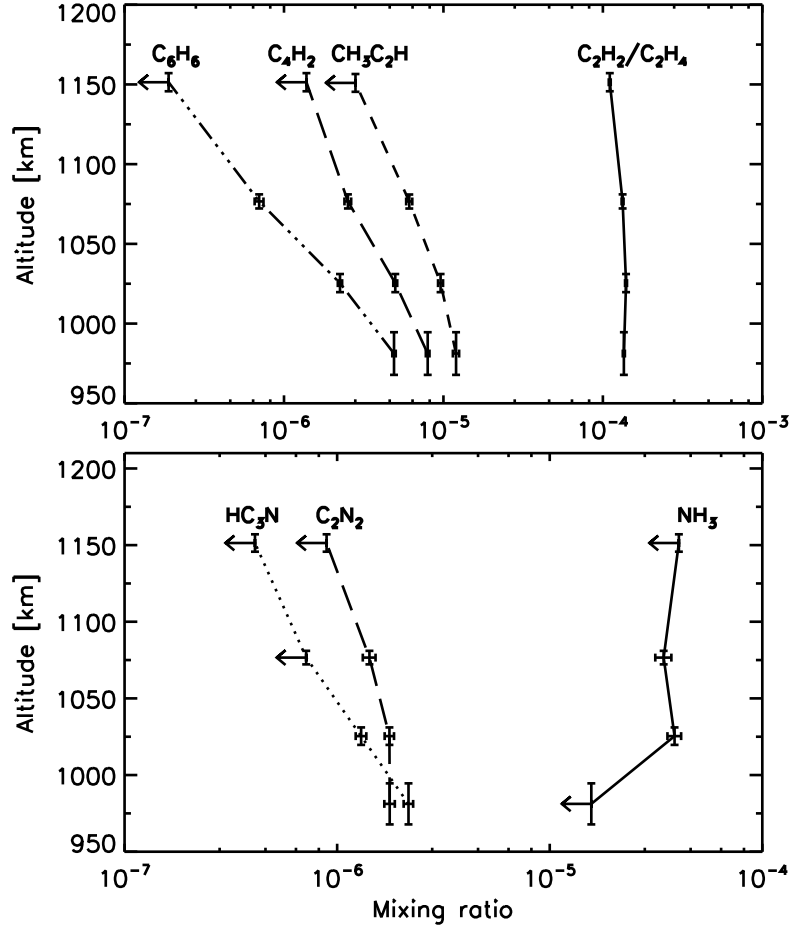 1200
C₆H₆ C₄H₂ CH₃C₂H C₂H₂/C₂H₄
1150
1100
1050
1000
950
Altitude [km]
10⁻⁷ 10⁻⁶ 10⁻⁵ 10⁻⁴ 10⁻³
1200
HC₃N C₂N₂ NH₃
1150
1100
1050
1000
950
Altitude [km]
10⁻⁷ 10⁻⁶ 10⁻⁵ 10⁻⁴
Mixing ratio